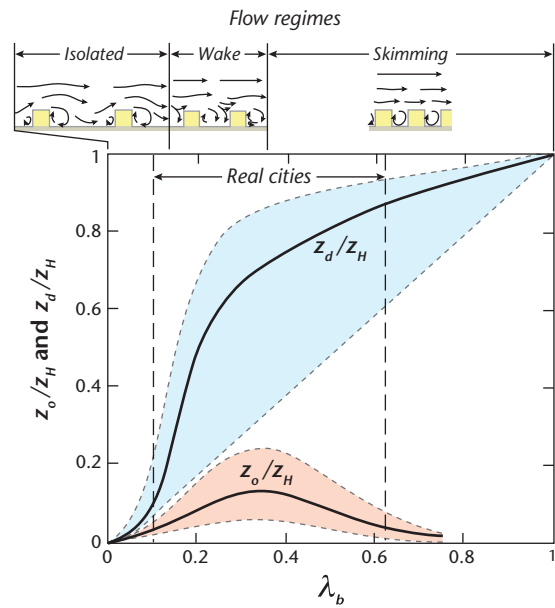 Flow regimes
Isolated Wake Skimming
Real cities
z_d/z_H
z_o/z_H
z_o/z_H and z_d/z_H
1
0.8
0.6
0.4
0.2
0
0 0.2 0.4 0.6 0.8 1
λ_b